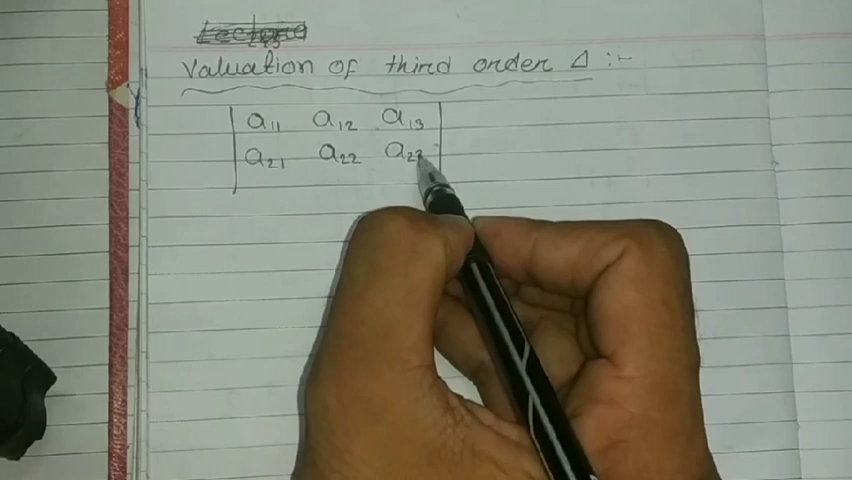 Valuation of third order Δ :-
a₁₁ a₁₂ a₁₃
a₂₁ a₂₂ a₂₃